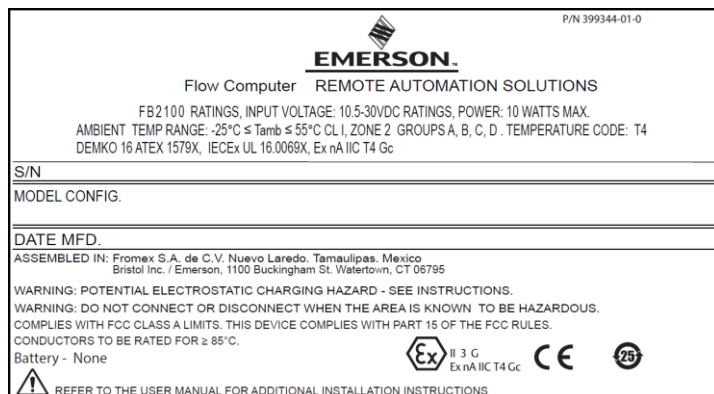 P/N 399344-01-0
EMERSON™
Flow Computer REMOTE AUTOMATION SOLUTIONS
FB2100 RATINGS, INPUT VOLTAGE: 10.5-30VDC RATINGS, POWER: 10 WATTS MAX.
AMBIENT TEMP RANGE: -25°C ≤ Tamb ≤ 55°C CL I, ZONE 2 GROUPS A, B, C, D . TEMPERATURE CODE: T4
DEMKO 16 ATEX 1579X, IECEx UL 16.0069X, Ex nA IIC T4 Gc
S/N
MODEL CONFIG.
DATE MFD.
ASSEMBLED IN: Fromex S.A. de C.V. Nuevo Laredo. Tamaulipas. Mexico
Bristol Inc. / Emerson, 1100 Buckingham St. Watertown, CT 06795
WARNING: POTENTIAL ELECTROSTATIC CHARGING HAZARD - SEE INSTRUCTIONS.
WARNING: DO NOT CONNECT OR DISCONNECT WHEN THE AREA IS KNOWN TO BE HAZARDOUS.
COMPLIES WITH FCC CLASS A LIMITS. THIS DEVICE COMPLIES WITH PART 15 OF THE FCC RULES.
CONDUCTORS TO BE RATED FOR ≥ 85°C.
Battery - None
Ex II 3 G
Ex nA IIC T4 Gc
CE
25
REFER TO THE USER MANUAL FOR ADDITIONAL INSTALLATION INSTRUCTIONS